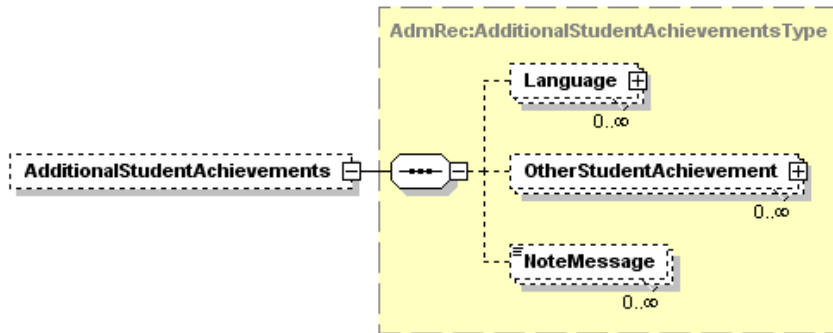 AdmRec:AdditionalStudentAchievementsType
Language
0..∞
AdditionalStudentAchievements
OtherStudentAchievement
0..∞
NoteMessage
0..∞